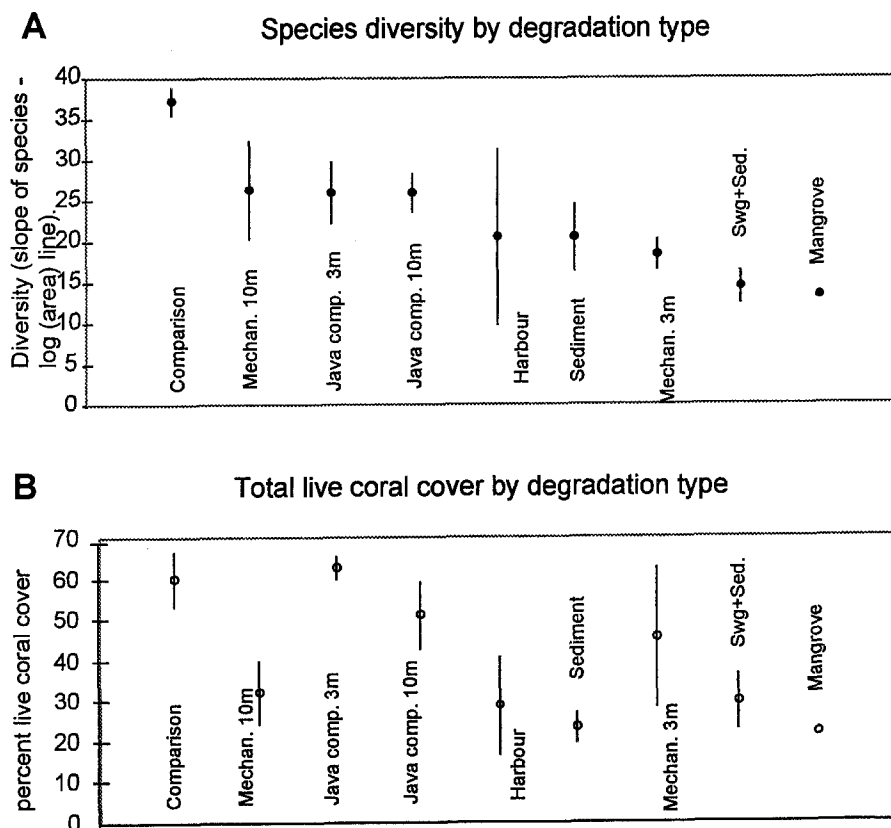 A
Species diversity by degradation type
Diversity (slope of species -
log (area) line).
40
35
30
25
20
15
10
5
0
Comparison
Mechan. 10m
Java comp. 3m
Java comp. 10m
Harbour
Sediment
Mechan. 3m
Swg+Sed.
Mangrove
B
Total live coral cover by degradation type
percent live coral cover
70
60
50
40
30
20
10
0
Comparison
Mechan. 10m
Java comp. 3m
Java comp. 10m
Harbour
Sediment
Mechan. 3m
Swg+Sed.
Mangrove